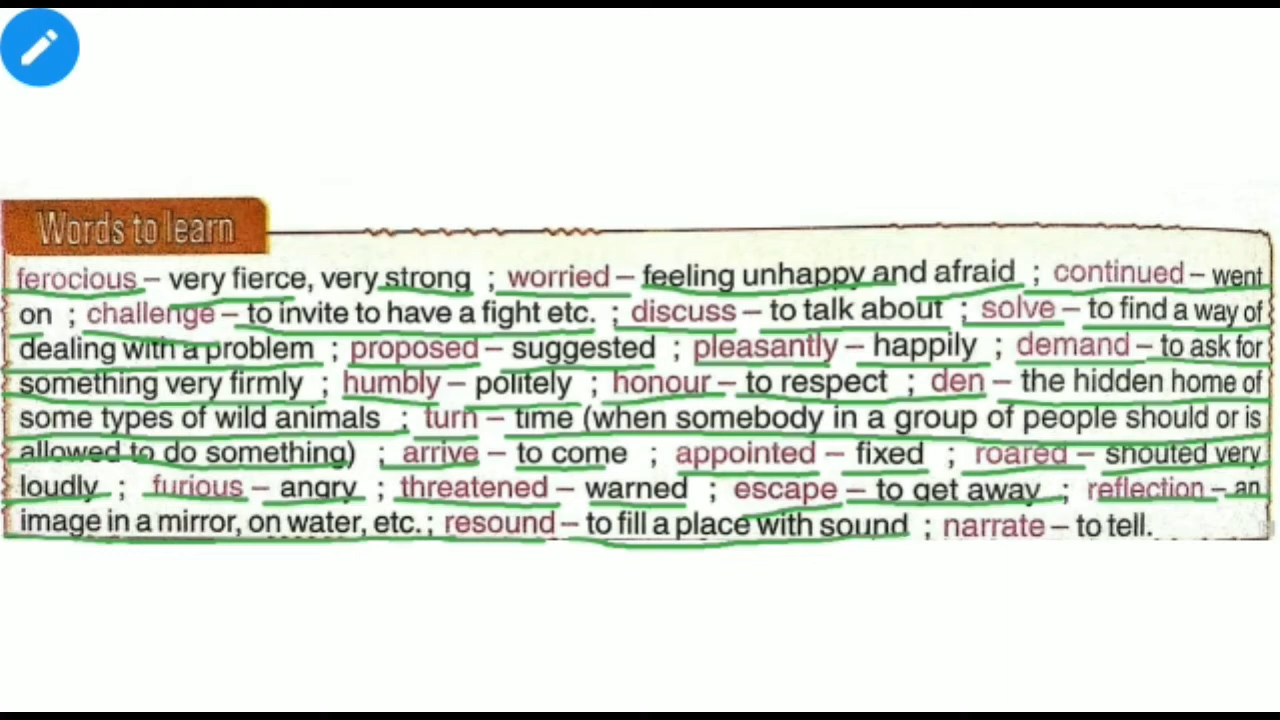 Words to learn
ferocious – very fierce, very strong ; worried – feeling unhappy and afraid ; continued – went
on ; challenge – to invite to have a fight etc. ; discuss – to talk about ; solve – to find a way of
dealing with a problem ; proposed – suggested ; pleasantly – happily ; demand – to ask for
something very firmly ; humbly – politely ; honour – to respect ; den – the hidden home of
some types of wild animals ; turn – time (when somebody in a group of people should or is
allowed to do something) ; arrive – to come ; appointed – fixed ; roared – shouted very
loudly ; furious – angry ; threatened – warned ; escape – to get away ; reflection – an
image in a mirror, on water, etc. ; resound – to fill a place with sound ; narrate – to tell.